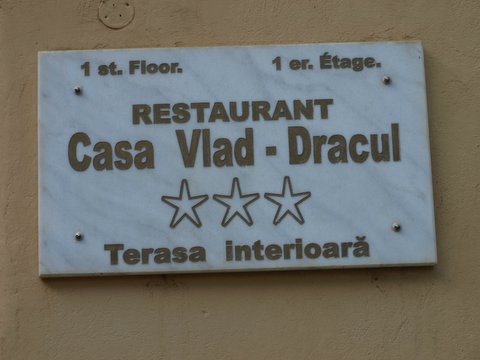 1 st. Floor. 1 er. Étage.
RESTAURANT
Casa Vlad - Dracul
Terasa interioară